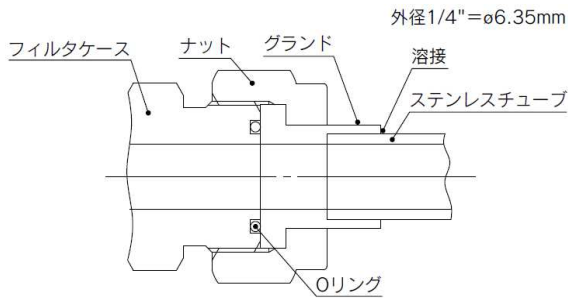 外径1/4"=ø6.35mm
フィルタケース
ナット
グランド
溶接
ステンレスチューブ
Oリング